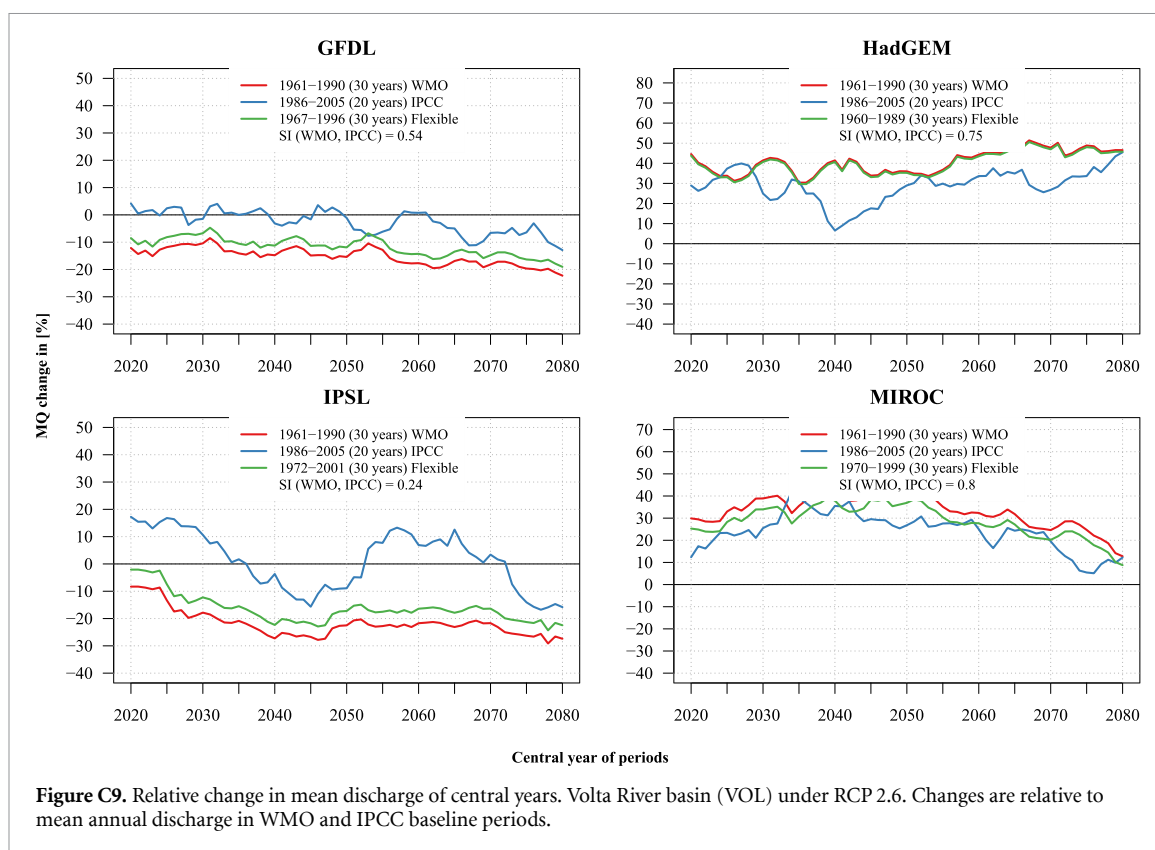 GFDL
50
40
30
20
10
0
−10
−20
−30
−40
1961−1990 (30 years) WMO
1986−2005 (20 years) IPCC
1967−1996 (30 years) Flexible
SI (WMO, IPCC) = 0.54
2020 2030 2040 2050 2060 2070 2080
HadGEM
80
70
60
50
40
30
20
10
0
−10
−20
−30
−40
1961−1990 (30 years) WMO
1986−2005 (20 years) IPCC
1960−1989 (30 years) Flexible
SI (WMO, IPCC) = 0.75
2020 2030 2040 2050 2060 2070 2080
MQ change in [%]
IPSL
50
40
30
20
10
0
−10
−20
−30
−40
1961−1990 (30 years) WMO
1986−2005 (20 years) IPCC
1972−2001 (30 years) Flexible
SI (WMO, IPCC) = 0.24
2020 2030 2040 2050 2060 2070 2080
MIROC
70
60
50
40
30
20
10
0
−10
−20
−30
−40
1961−1990 (30 years) WMO
1986−2005 (20 years) IPCC
1970−1999 (30 years) Flexible
SI (WMO, IPCC) = 0.8
2020 2030 2040 2050 2060 2070 2080
Central year of periods
Figure C9. Relative change in mean discharge of central years. Volta River basin (VOL) under RCP 2.6. Changes are relative to
mean annual discharge in WMO and IPCC baseline periods.